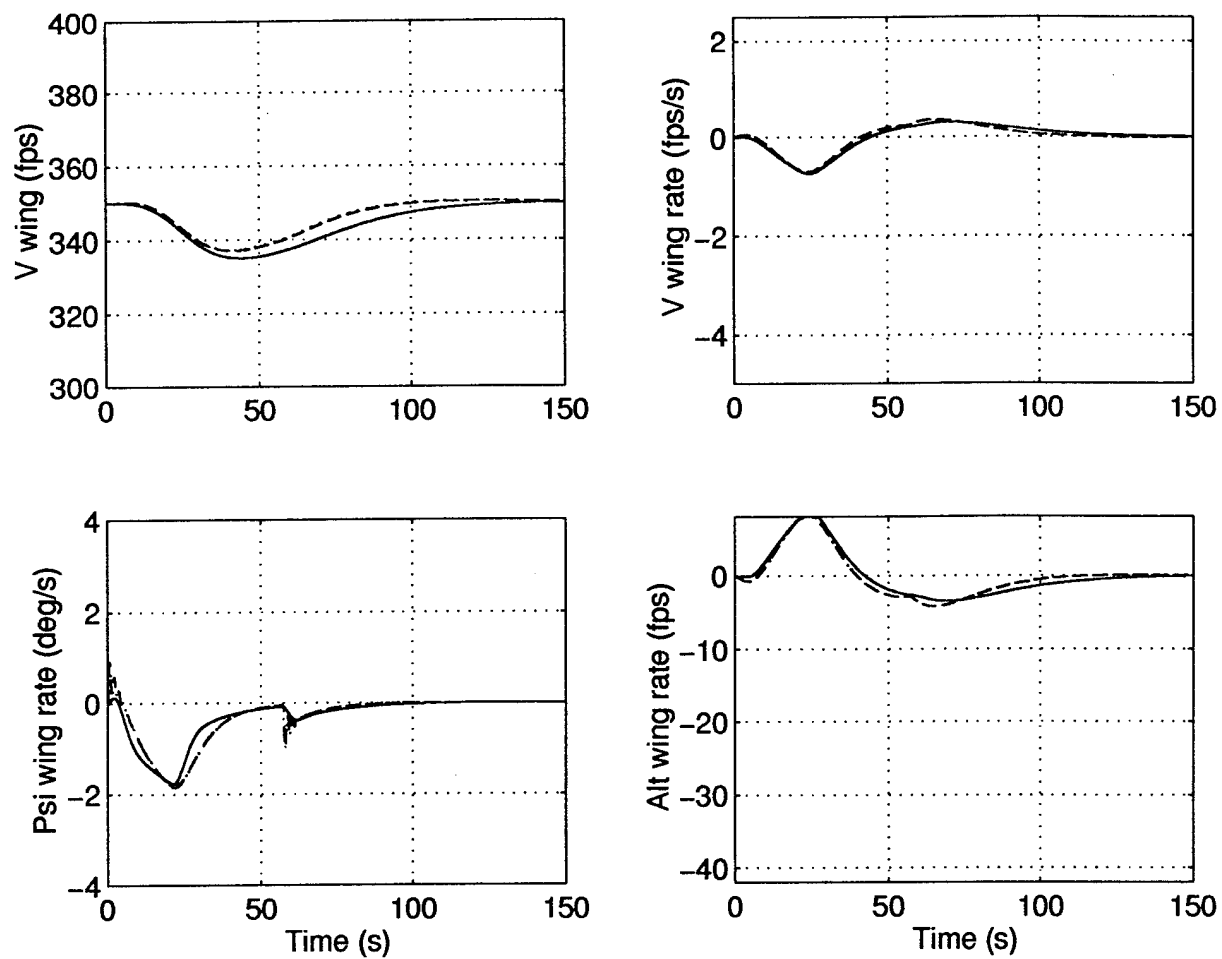 400
380
360
340
320
300
V wing (fps)
0 50 100 150
2
0
−2
−4
V wing rate (fps/s)
0 50 100 150
4
2
0
−2
−4
Psi wing rate (deg/s)
0 50 100 150
Time (s)
0
−10
−20
−30
−40
Alt wing rate (fps)
0 50 100 150
Time (s)